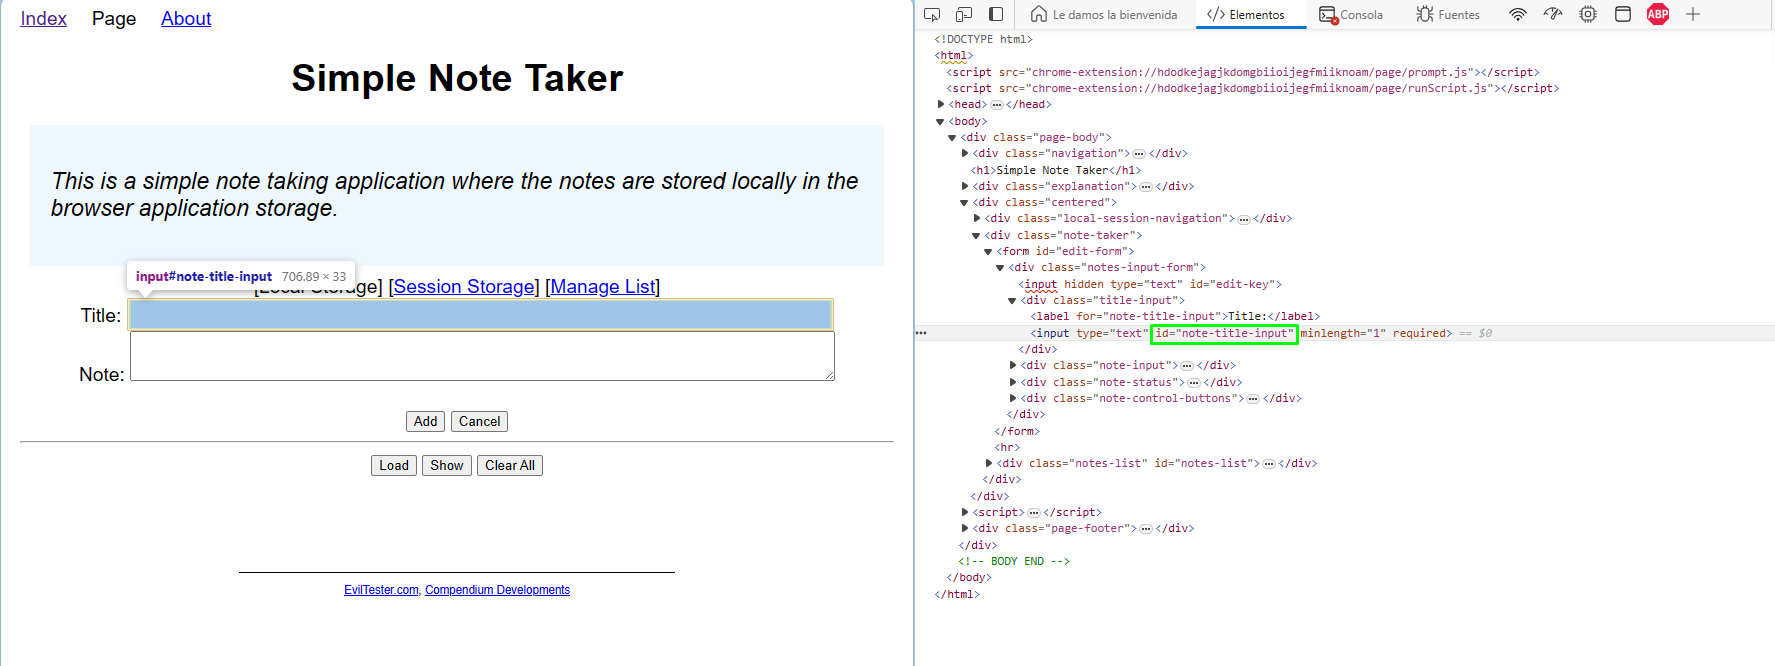 Index Page About
Simple Note Taker
This is a simple note taking application where the notes are stored locally in the
browser application storage.
input#note-title-input 706.89 × 33
[Local Storage] [Session Storage] [Manage List]
Title:
Note:
Add Cancel
Load Show Clear All
EvilTester.com, Compendium Developments
Le damos la bienvenida </> Elementos Consola Fuentes ABP
<!DOCTYPE html>
<html>
<script src="chrome-extension://hdodkejagjkdomgbiioijegfmiiknoam/page/prompt.js"></script>
<script src="chrome-extension://hdodkejagjkdomgbiioijegfmiiknoam/page/runScript.js"></script>
<head>…</head>
<body>
<div class="page-body">
<div class="navigation">…</div>
<h1>Simple Note Taker</h1>
<div class="explanation">…</div>
<div class="centered">
<div class="local-session-navigation">…</div>
<div class="note-taker">
<form id="edit-form">
<div class="notes-input-form">
<input hidden type="text" id="edit-key">
<div class="title-input">
<label for="note-title-input">Title:</label>
<input type="text" id="note-title-input" minlength="1" required> == $0
</div>
<div class="note-input">…</div>
<div class="note-status">…</div>
<div class="note-control-buttons">…</div>
</div>
</form>
<hr>
<div class="notes-list" id="notes-list">…</div>
</div>
</div>
<script>…</script>
<div class="page-footer">…</div>
</div>
<!-- BODY END -->
</body>
</html>